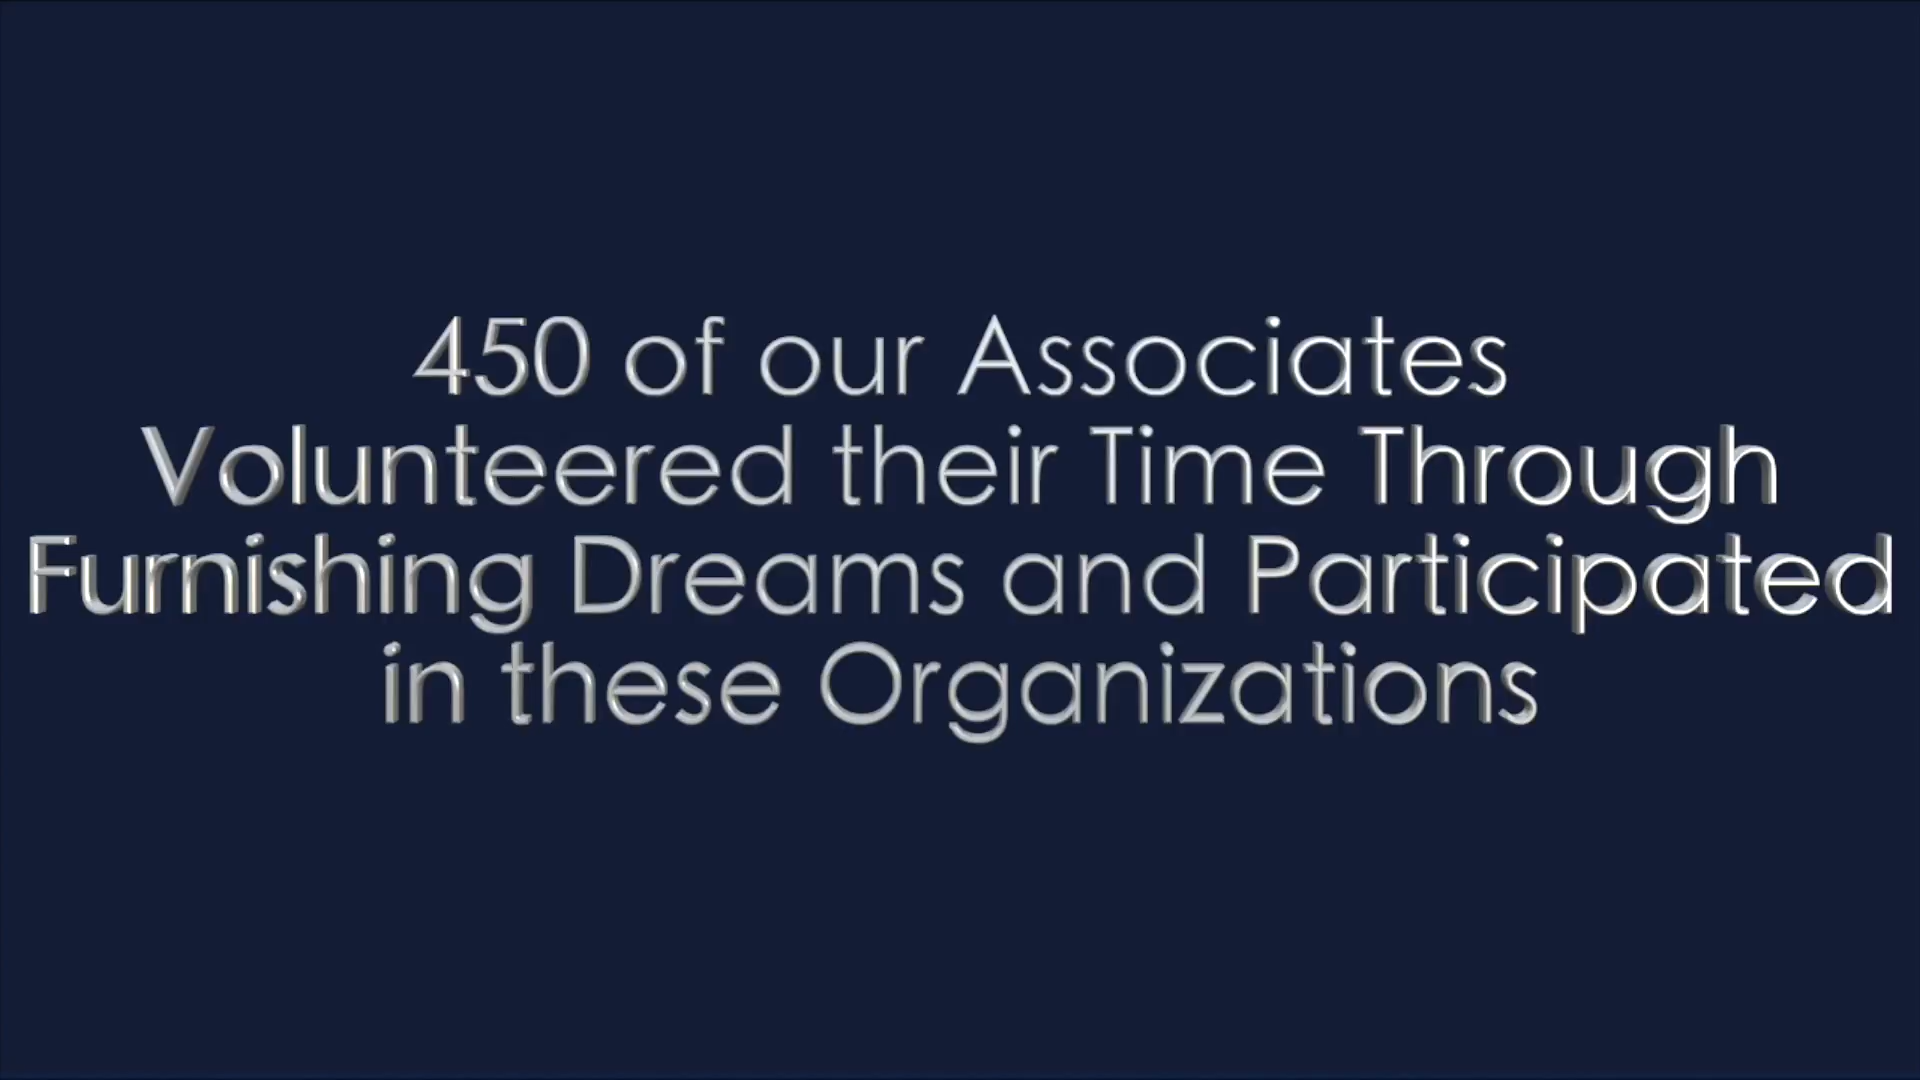 450 of our Associates
Volunteered their Time Through
Furnishing Dreams and Participated
in these Organizations